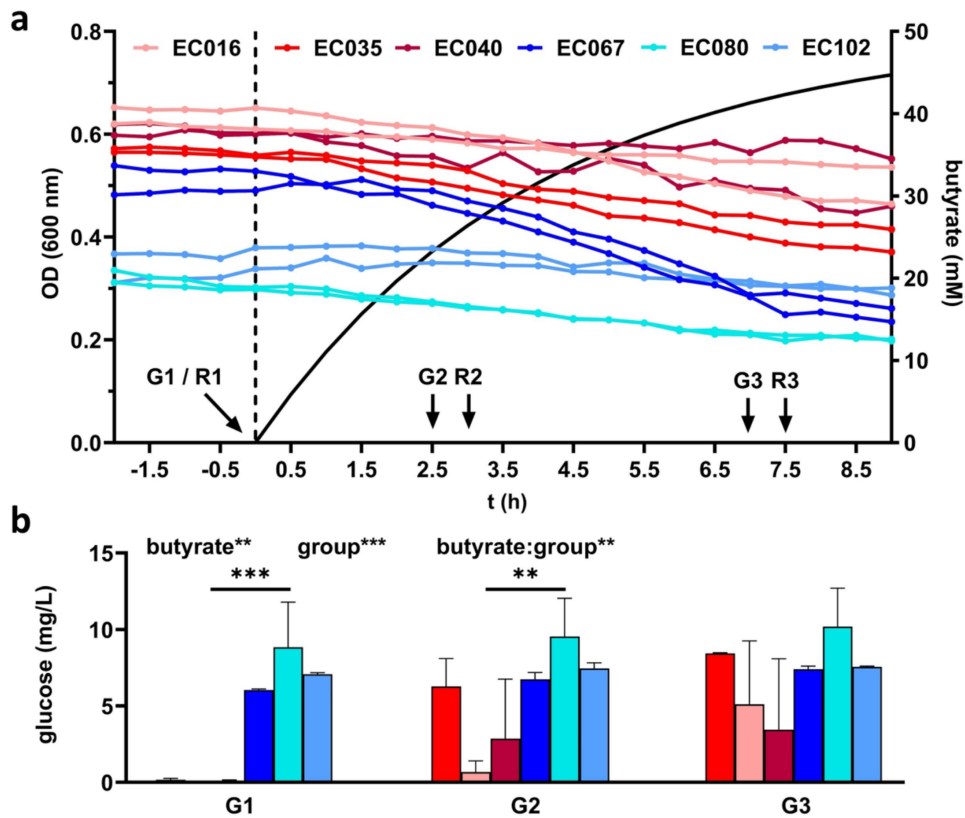 a
EC016 EC035 EC040 EC067 EC080 EC102
0.8
0.6
0.4
0.2
0.0
OD (600 nm)
50
40
30
20
10
0
butyrate (mM)
G1 / R1
G2 R2
G3 R3
-1.5 -0.5 0.5 1.5 2.5 3.5 4.5 5.5 6.5 7.5 8.5
t (h)
b
butyrate** group*** butyrate:group**
*** **
15
10
5
0
glucose (mg/L)
G1 G2 G3